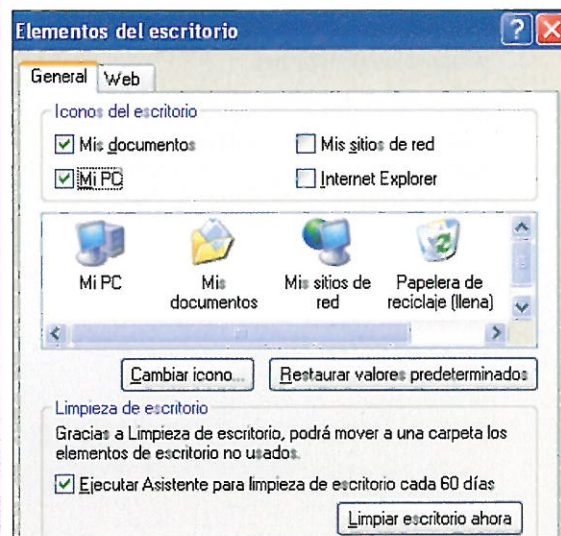 Elementos del escritorio
General Web
Iconos del escritorio
Mis documentos Mis sitios de red
Mi PC Internet Explorer
Mi PC Mis documentos Mis sitios de red Papelera de reciclaje (llena)
Cambiar icono... Restaurar valores predeterminados
Limpieza de escritorio
Gracias a Limpieza de escritorio, podrá mover a una carpeta los
elementos de escritorio no usados.
Ejecutar Asistente para limpieza de escritorio cada 60 días
Limpiar escritorio ahora